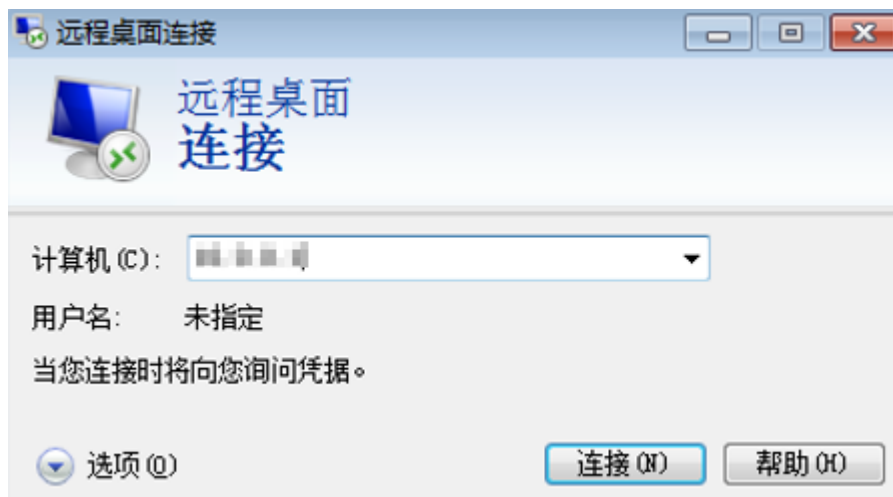 远程桌面连接
远程桌面
连接
计算机(C):
用户名: 未指定
当您连接时将向您询问凭据。
选项(O) 连接(N) 帮助(H)